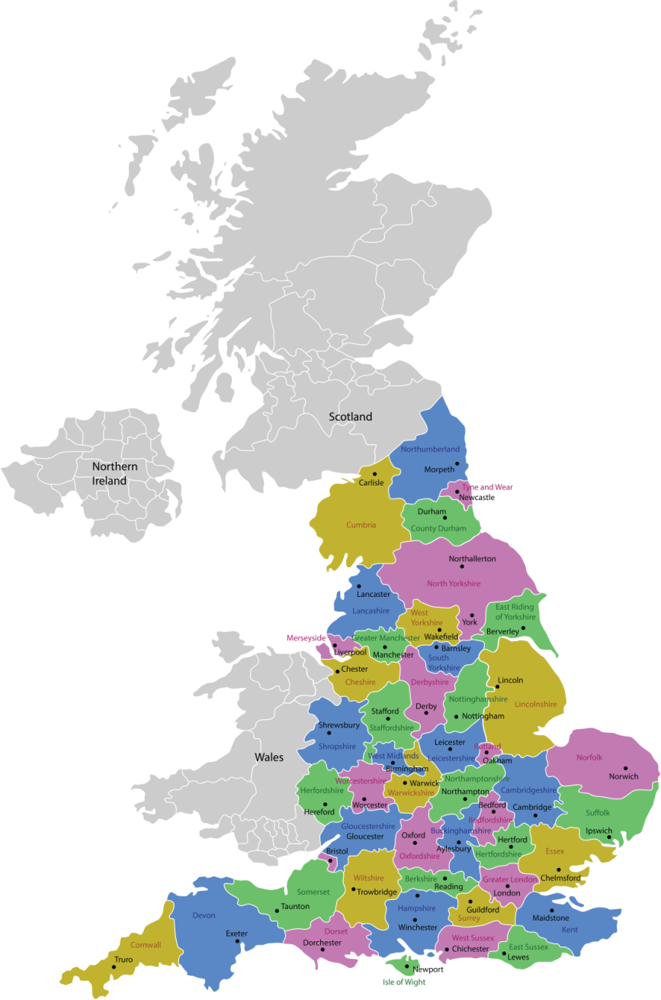 Scotland
Northern
Ireland
Northumberland
Morpeth
Carlisle
Tyne and Wear
Newcastle
Durham
County Durham
Cumbria
Northallerton
North Yorkshire
Lancaster
Lancashire
West
Yorkshire
York
East Riding
of Yorkshire
Berverley
Wakefield
Merseyside
Greater Manchester
Liverpool
Manchester
Barnsley
South
Yorkshire
Chester
Cheshire
Derbyshire
Lincoln
Nottinghamshire
Lincolnshire
Stafford
Derby
Nottingham
Staffordshire
Shrewsbury
Shropshire
Leicester
Leicestershire
Rutland
Oakham
Wales
West Midlands
Birmingham
Norfolk
Norwich
Herfordshire
Hereford
Worcestershire
Worcester
Warwick
Warwickshire
Northamptonshire
Northampton
Cambridgeshire
Cambridge
Bedford
Bedfordshire
Suffolk
Ipswich
Gloucestershire
Gloucester
Oxford
Oxfordshire
Buckinghamshire
Aylesbury
Hertford
Hertfordshire
Essex
Chelmsford
Bristol
Wiltshire
Trowbridge
Berkshire
Reading
Greater London
London
Somerset
Taunton
Hampshire
Winchester
Guildford
Surrey
Maidstone
Kent
Devon
Exeter
Dorset
Dorchester
West Sussex
Chichester
East Sussex
Lewes
Cornwall
Truro
Newport
Isle of Wight